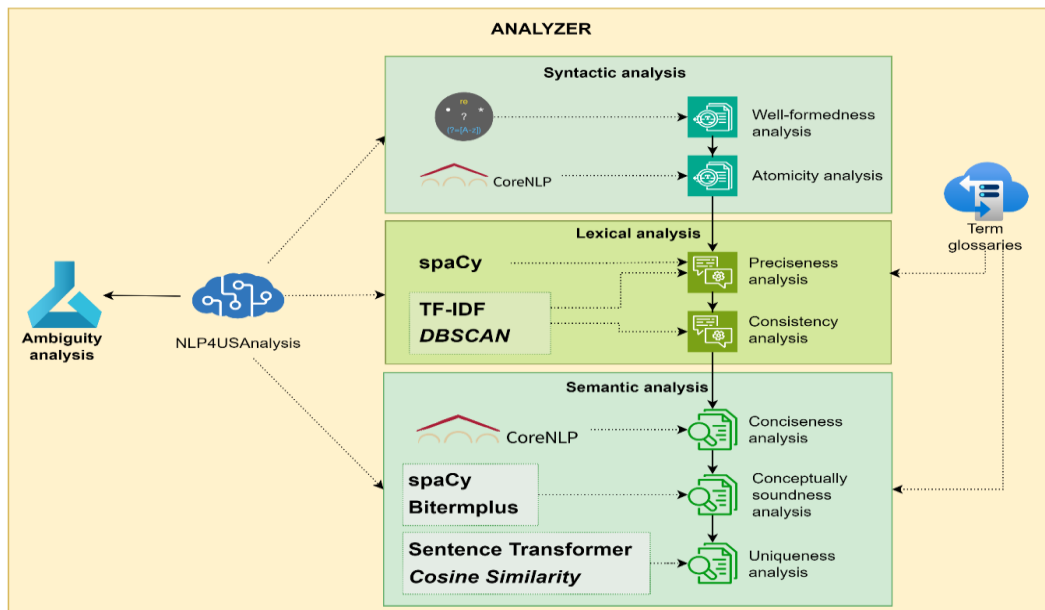 ANALYZER
Syntactic analysis
re
* ? *
(?=[A-z])
Well-formedness
analysis
CoreNLP
Atomicity analysis
Lexical analysis
spaCy
Preciseness
analysis
TF-IDF
DBSCAN
Consistency
analysis
Semantic analysis
CoreNLP
Conciseness
analysis
spaCy
Bitermplus
Conceptually
soundness
analysis
Sentence Transformer
Cosine Similarity
Uniqueness
analysis
Ambiguity
analysis
NLP4USAnalysis
Term
glossaries